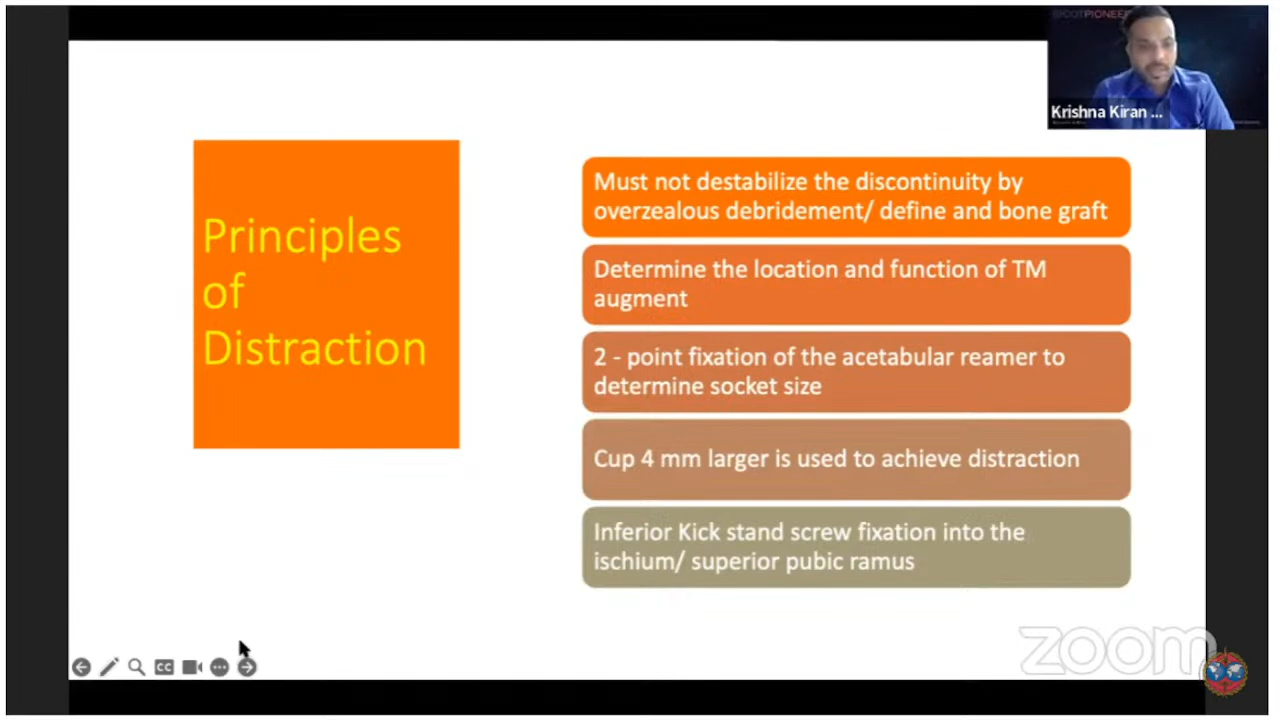 Principles
of
Distraction
Must not destabilize the discontinuity by
overzealous debridement/ define and bone graft
Determine the location and function of TM
augment
2 - point fixation of the acetabular reamer to
determine socket size
Cup 4 mm larger is used to achieve distraction
Inferior Kick stand screw fixation into the
ischium/ superior pubic ramus
Krishna Kiran ...
CC
zoom